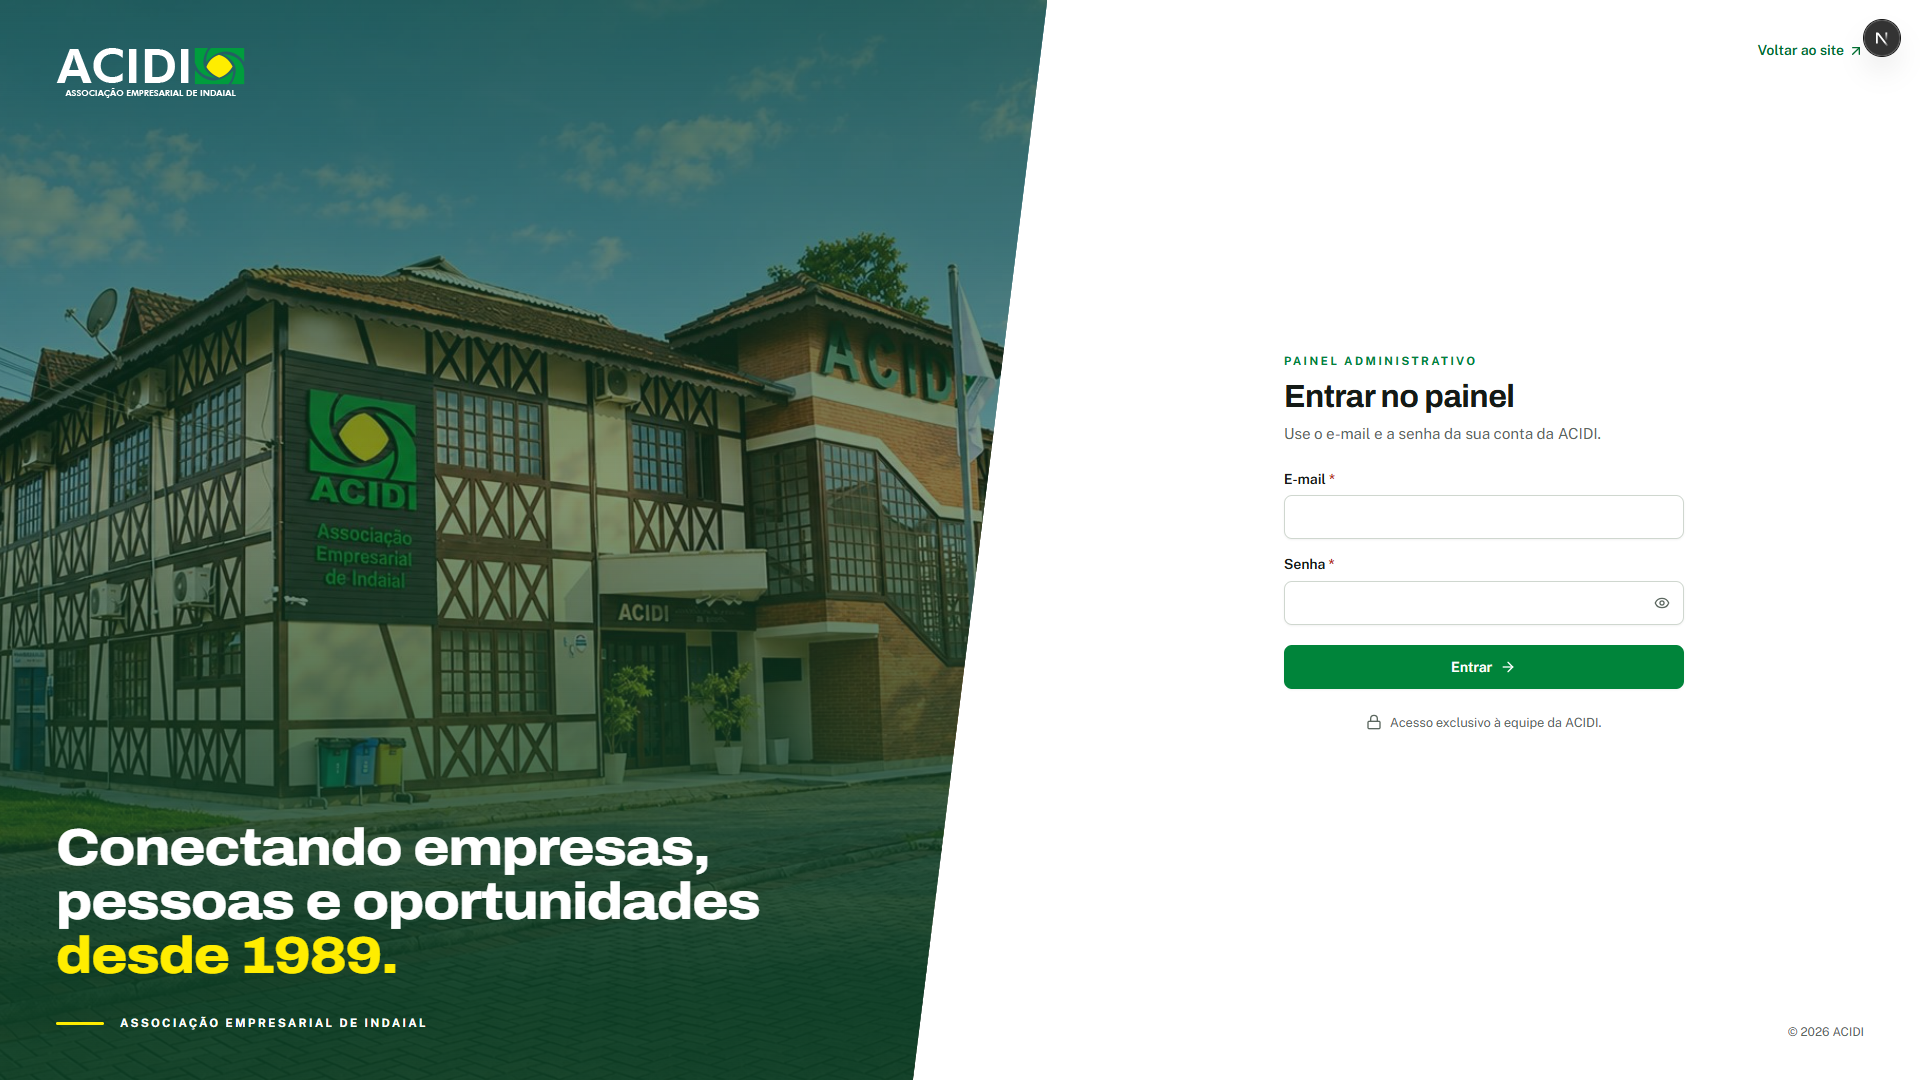 ACIDI
ASSOCIAÇÃO EMPRESARIAL DE INDAIAL
Voltar ao site
N
ACID
ACIDI
Associação
Empresarial
de Indaial
ACIDI
Conectando empresas,
pessoas e oportunidades
desde 1989.
ASSOCIAÇÃO EMPRESARIAL DE INDAIAL
PAINEL ADMINISTRATIVO
Entrar no painel
Use o e-mail e a senha da sua conta da ACIDI.
E-mail *
Senha *
Entrar
Acesso exclusivo à equipe da ACIDI.
© 2026 ACIDI